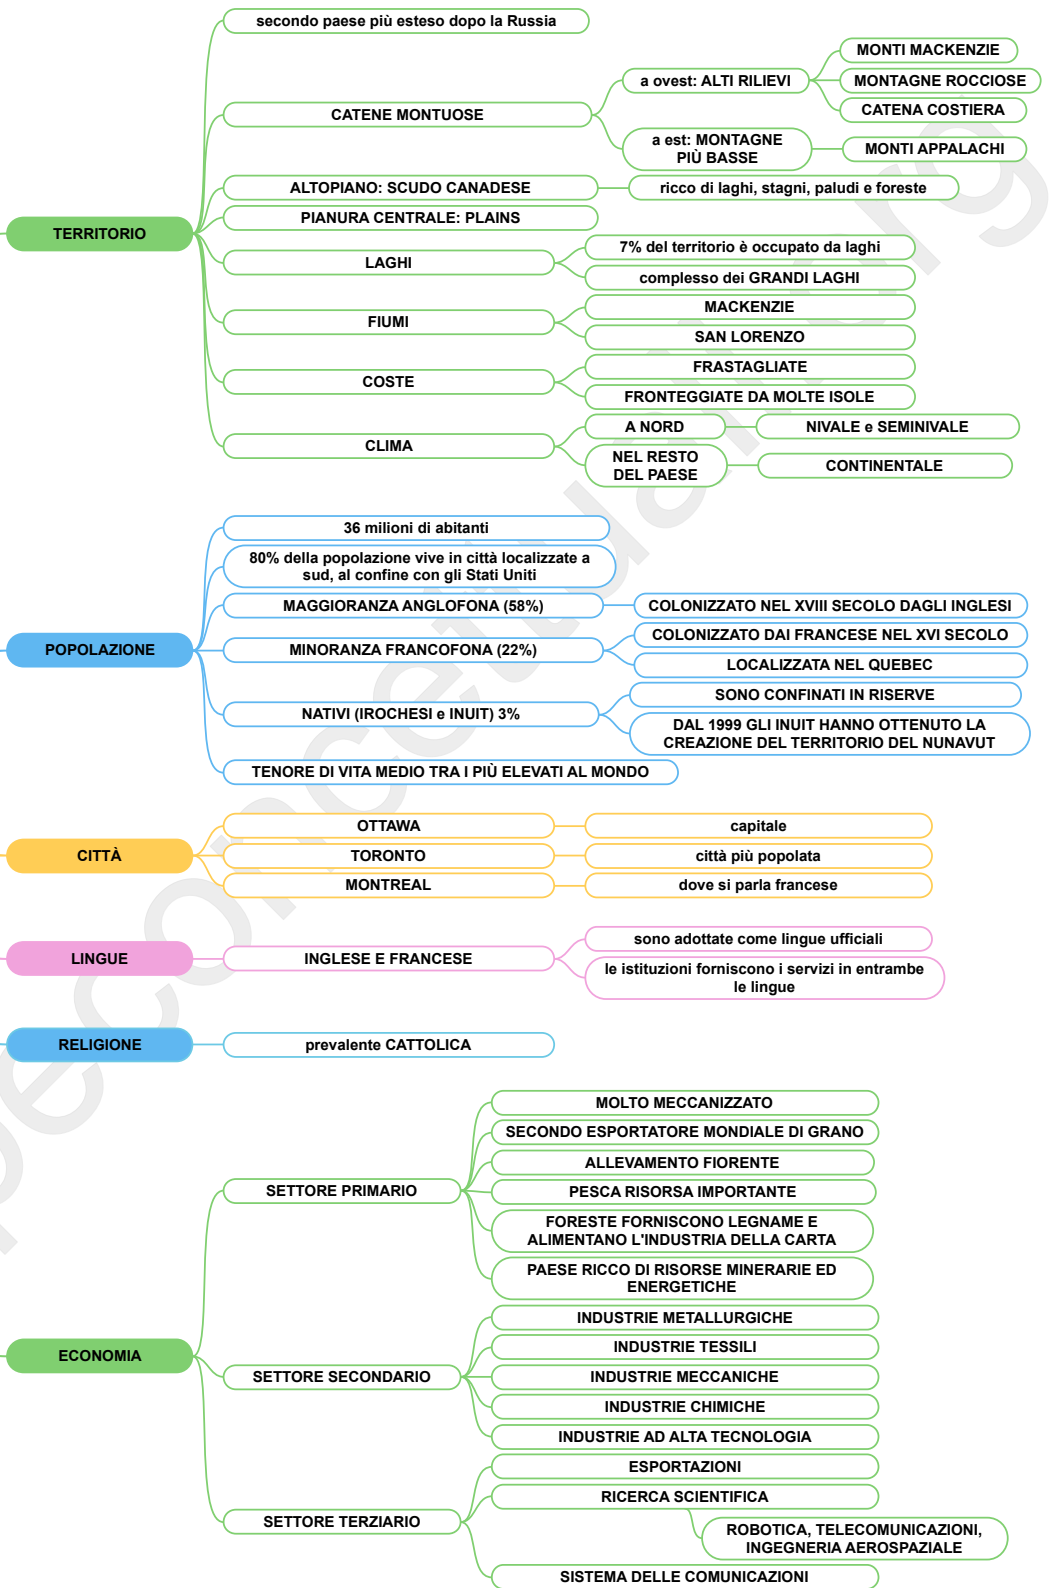 secondo paese più esteso dopo la Russia
MONTI MACKENZIE
a ovest: ALTI RILIEVI
MONTAGNE ROCCIOSE
CATENA COSTIERA
CATENE MONTUOSE
a est: MONTAGNE
PIÙ BASSE
MONTI APPALACHI
ALTOPIANO: SCUDO CANADESE
ricco di laghi, stagni, paludi e foreste
PIANURA CENTRALE: PLAINS
TERRITORIO
7% del territorio è occupato da laghi
LAGHI
complesso dei GRANDI LAGHI
MACKENZIE
FIUMI
SAN LORENZO
FRASTAGLIATE
COSTE
FRONTEGGIATE DA MOLTE ISOLE
A NORD
NIVALE e SEMINIVALE
CLIMA
NEL RESTO
DEL PAESE
CONTINENTALE
36 milioni di abitanti
80% della popolazione vive in città localizzate a
sud, al confine con gli Stati Uniti
MAGGIORANZA ANGLOFONA (58%)
COLONIZZATO NEL XVIII SECOLO DAGLI INGLESI
POPOLAZIONE
MINORANZA FRANCOFONA (22%)
COLONIZZATO DAI FRANCESE NEL XVI SECOLO
LOCALIZZATA NEL QUEBEC
NATIVI (IROCHESI e INUIT) 3%
SONO CONFINATI IN RISERVE
DAL 1999 GLI INUIT HANNO OTTENUTO LA
CREAZIONE DEL TERRITORIO DEL NUNAVUT
TENORE DI VITA MEDIO TRA I PIÙ ELEVATI AL MONDO
OTTAWA
capitale
CITTÀ
TORONTO
città più popolata
MONTREAL
dove si parla francese
LINGUE
INGLESE E FRANCESE
sono adottate come lingue ufficiali
le istituzioni forniscono i servizi in entrambe
le lingue
RELIGIONE
prevalente CATTOLICA
MOLTO MECCANIZZATO
SECONDO ESPORTATORE MONDIALE DI GRANO
ALLEVAMENTO FIORENTE
SETTORE PRIMARIO
PESCA RISORSA IMPORTANTE
FORESTE FORNISCONO LEGNAME E
ALIMENTANO L'INDUSTRIA DELLA CARTA
PAESE RICCO DI RISORSE MINERARIE ED
ENERGETICHE
ECONOMIA
INDUSTRIE METALLURGICHE
INDUSTRIE TESSILI
SETTORE SECONDARIO
INDUSTRIE MECCANICHE
INDUSTRIE CHIMICHE
INDUSTRIE AD ALTA TECNOLOGIA
ESPORTAZIONI
RICERCA SCIENTIFICA
SETTORE TERZIARIO
ROBOTICA, TELECOMUNICAZIONI,
INGEGNERIA AEROSPAZIALE
SISTEMA DELLE COMUNICAZIONI